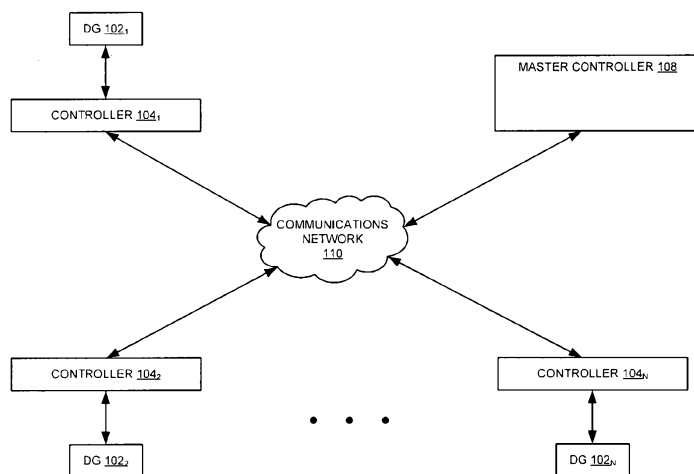 DG 102₁
MASTER CONTROLLER 108
CONTROLLER 104₁
COMMUNICATIONS
NETWORK
110
CONTROLLER 104₂
CONTROLLER 104ₙ
• • •
DG 102₂
DG 102ₙ